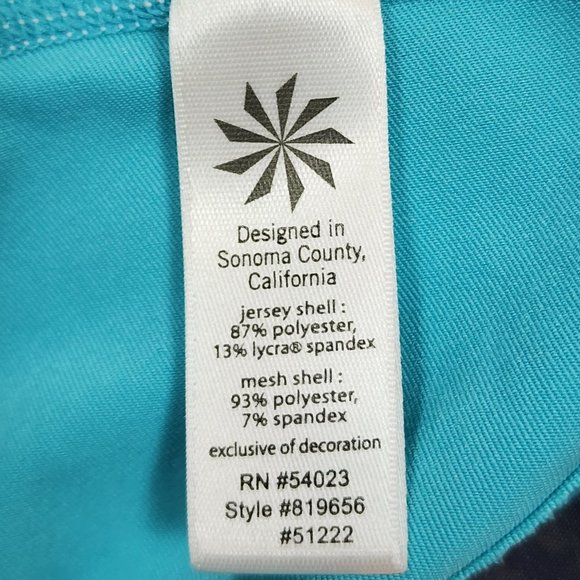 Designed in
Sonoma County,
California
jersey shell :
87% polyester,
13% lycra® spandex
mesh shell :
93% polyester,
7% spandex
exclusive of decoration
RN #54023
Style #819656
#51222